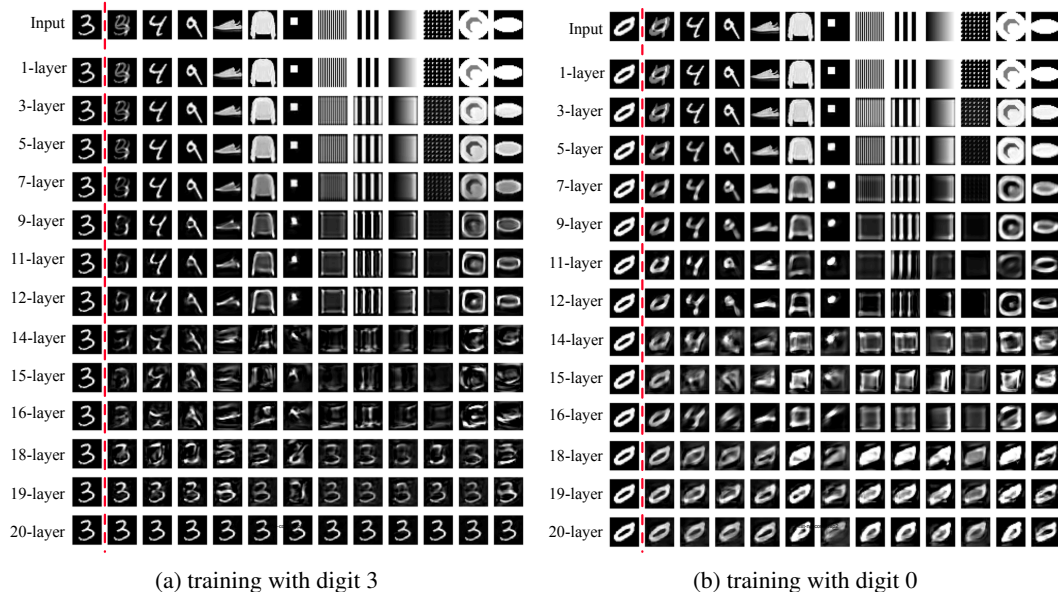 Input Input
1-layer 1-layer
3-layer 3-layer
5-layer 5-layer
7-layer 7-layer
9-layer 9-layer
11-layer 11-layer
12-layer 12-layer
14-layer 14-layer
15-layer 15-layer
16-layer 16-layer
18-layer 18-layer
19-layer 19-layer
20-layer 20-layer
(a) training with digit 3 (b) training with digit 0